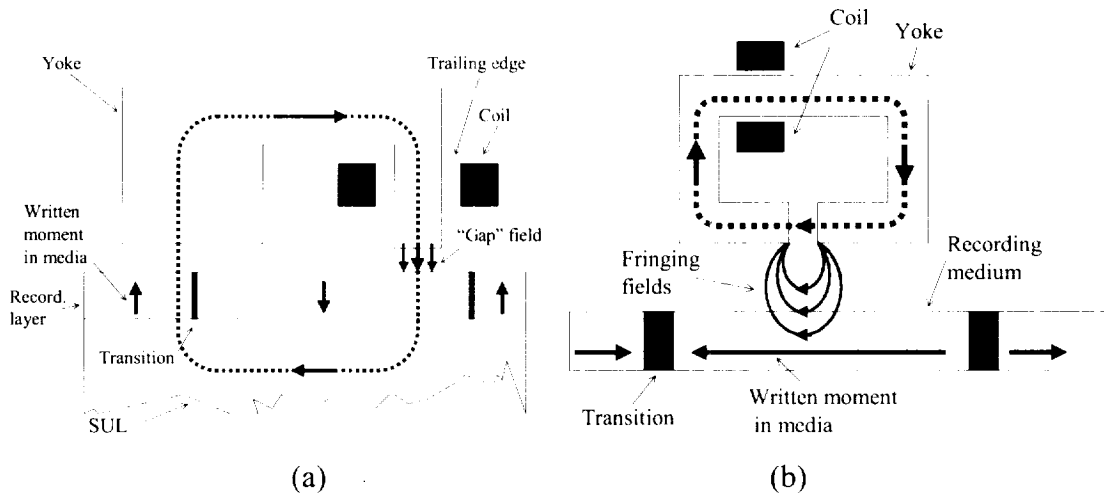 Yoke
Trailing edge
Coil
Written
moment
in media
"Gap" field
Record.
layer
Transition
SUL
(a)
Coil
Yoke
Fringing
fields
Recording
medium
Transition
Written moment
in media
(b)